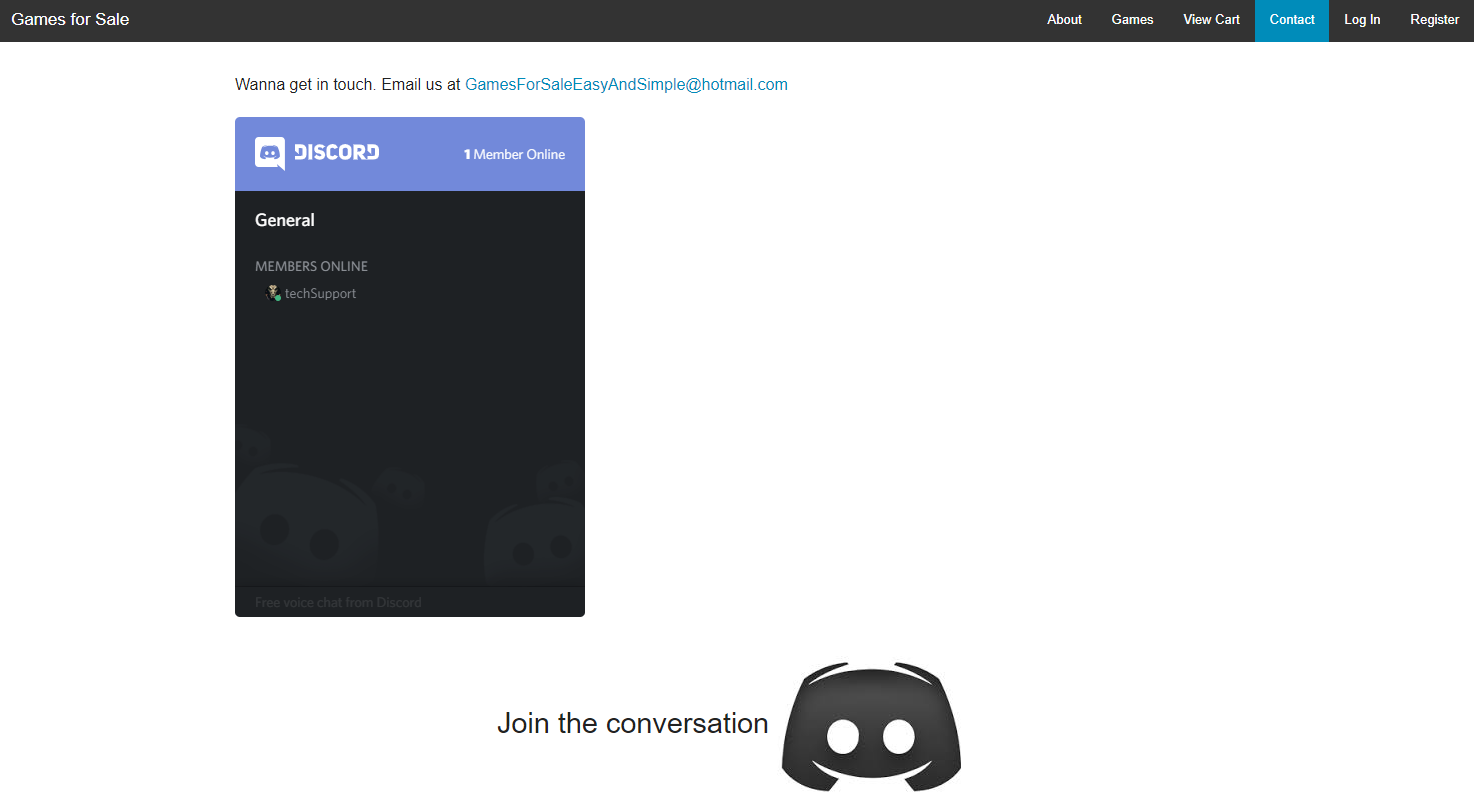 Games for Sale About Games View Cart Contact Log In Register
Wanna get in touch. Email us at GamesForSaleEasyAndSimple@hotmail.com
DISCORD 1 Member Online
General
MEMBERS ONLINE
techSupport
Free voice chat from Discord
Join the conversation